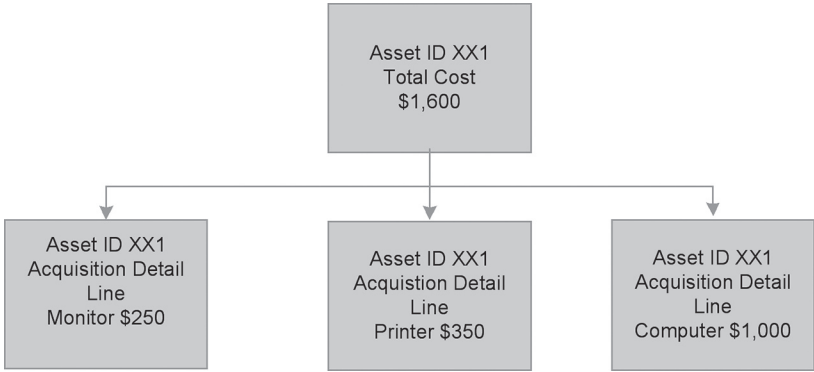 Asset ID XX1
Total Cost
$1,600
Asset ID XX1
Acquisition Detail
Line
Monitor $250
Asset ID XX1
Acquistion Detail
Line
Printer $350
Asset ID XX1
Acquisition Detail
Line
Computer $1,000